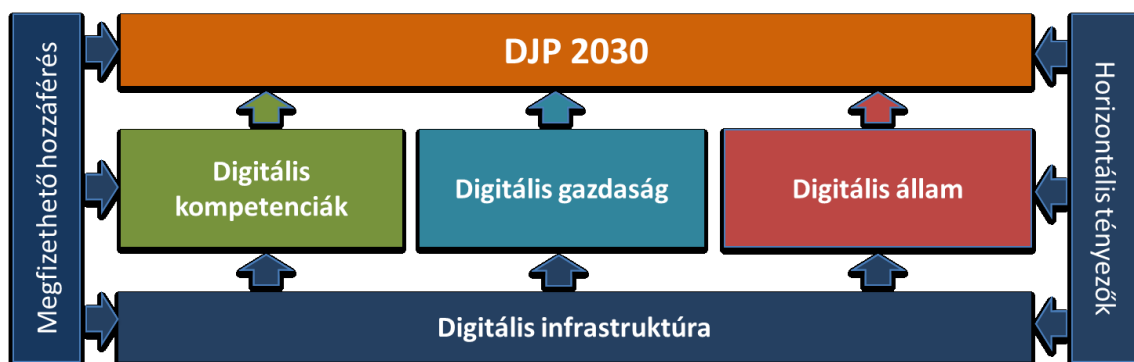 Megfizethető hozzáférés
DJP 2030
Digitális
kompetenciák
Digitális gazdaság
Digitális állam
Digitális infrastruktúra
Horizontális tényezők